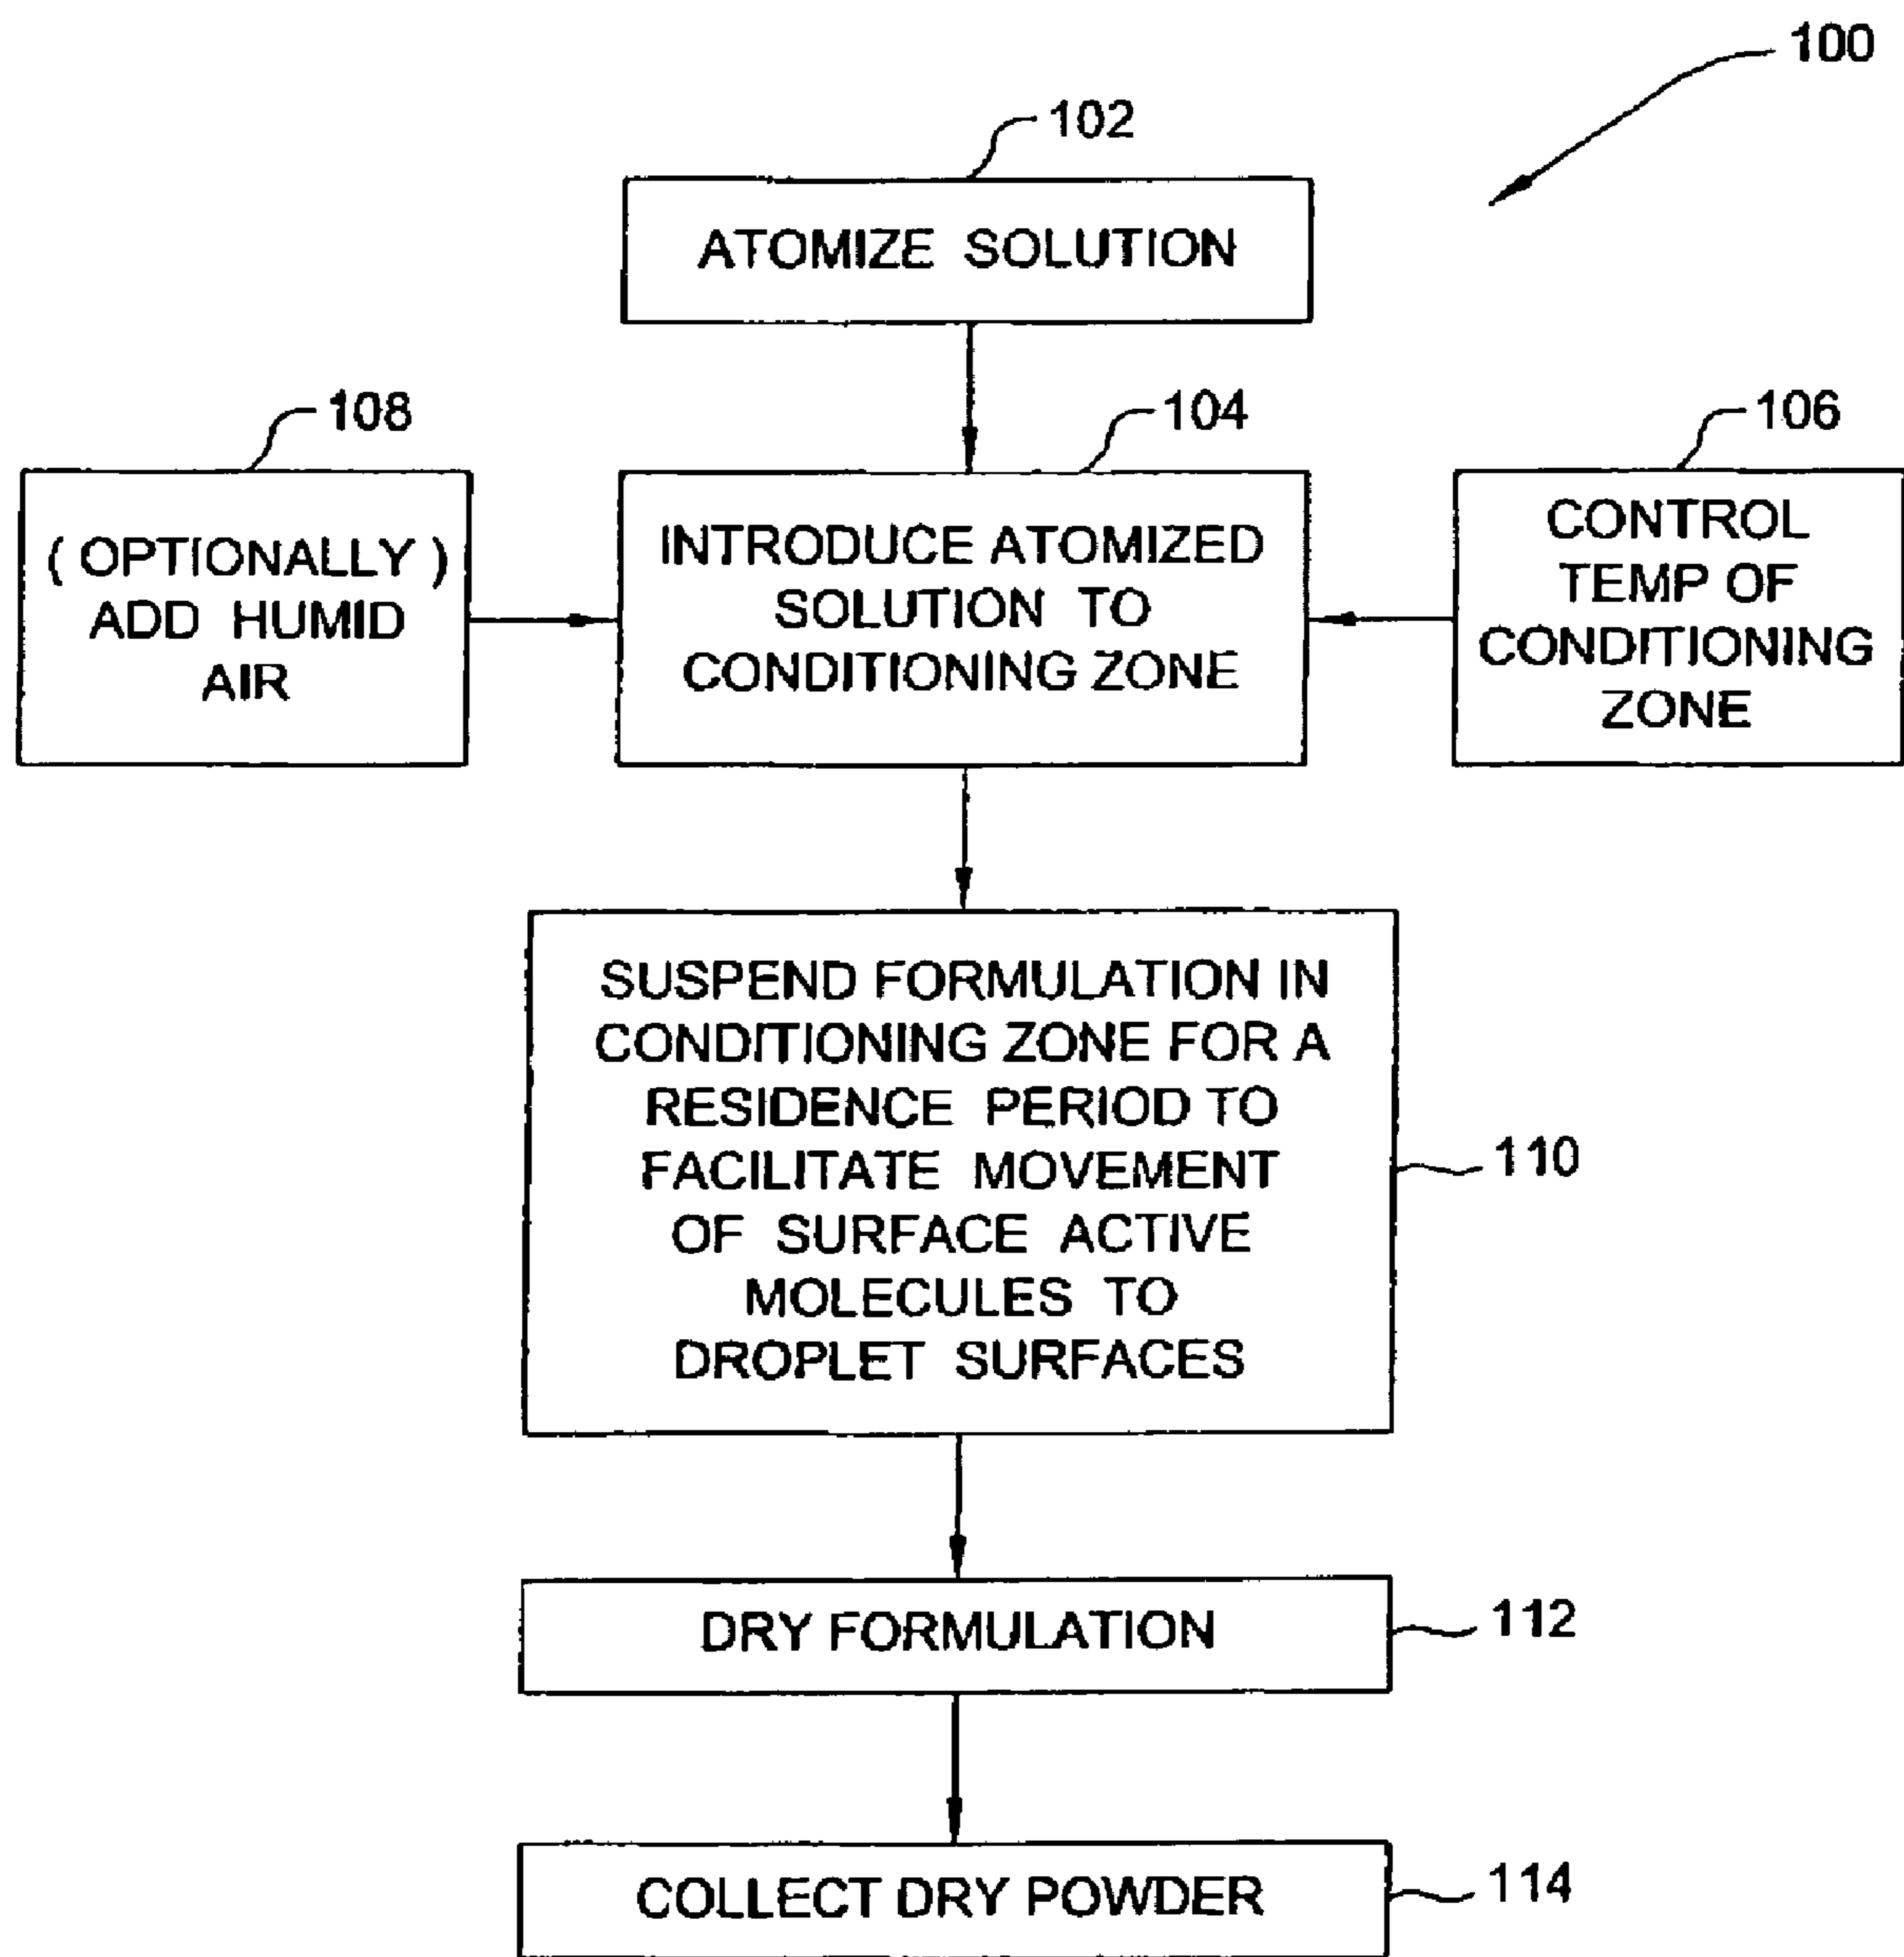 100
102
ATOMIZE SOLUTION
108
104
106
( OPTIONALLY )
ADD HUMID
AIR
INTRODUCE ATOMIZED
SOLUTION TO
CONDITIONING ZONE
CONTROL
TEMP OF
CONDITIONING
ZONE
SUSPEND FORMULATION IN
CONDITIONING ZONE FOR A
RESIDENCE PERIOD TO
FACILITATE MOVEMENT
OF SURFACE ACTIVE
MOLECULES TO
DROPLET SURFACES
110
DRY FORMULATION
112
COLLECT DRY POWDER
114